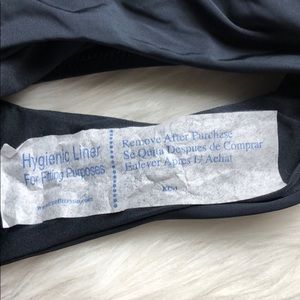 Hygienic Liner
For Fitting Purposes
Remove After Purchase
Se Quita Despues de Comprar
Enlever Apres L'Achat